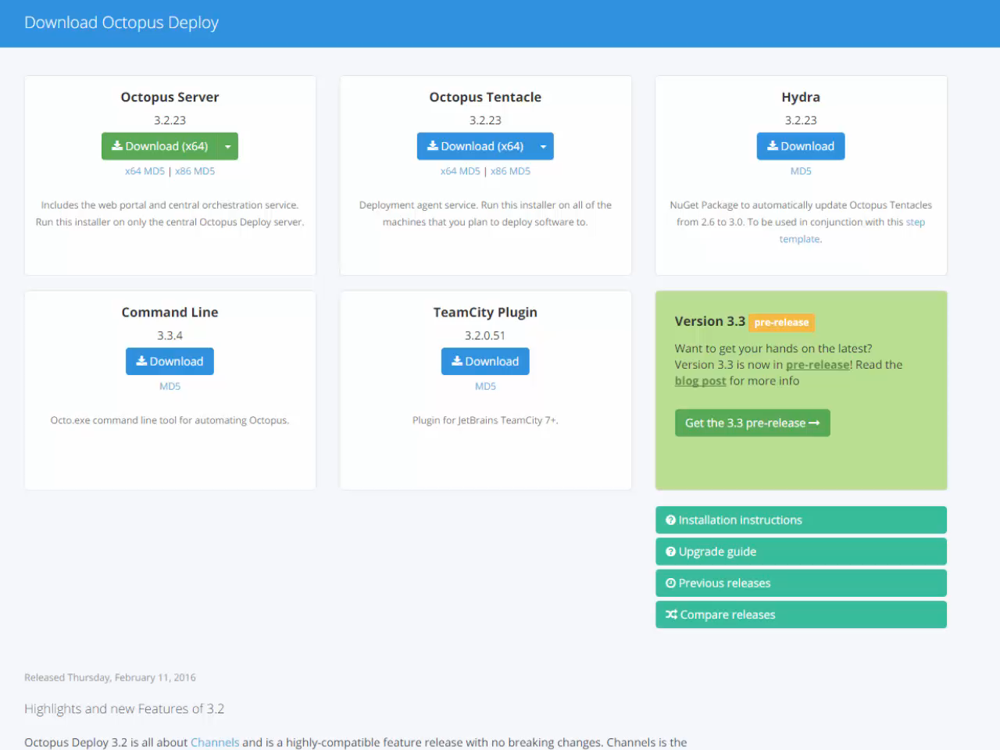 Download Octopus Deploy
Octopus Server
3.2.23
Download (x64)
x64 MD5 | x86 MD5
Includes the web portal and central orchestration service.
Run this installer on only the central Octopus Deploy server.
Octopus Tentacle
3.2.23
Download (x64)
x64 MD5 | x86 MD5
Deployment agent service. Run this installer on all of the
machines that you plan to deploy software to.
Hydra
3.2.23
Download
MD5
NuGet Package to automatically update Octopus Tentacles
from 2.6 to 3.0. To be used in conjunction with this step
template.
Command Line
3.3.4
Download
MD5
Octo.exe command line tool for automating Octopus.
TeamCity Plugin
3.2.0.51
Download
MD5
Plugin for JetBrains TeamCity 7+.
Version 3.3 pre-release
Want to get your hands on the latest?
Version 3.3 is now in pre-release! Read the
blog post for more info
Get the 3.3 pre-release
Installation instructions
Upgrade guide
Previous releases
Compare releases
Released Thursday, February 11, 2016
Highlights and new Features of 3.2
Octopus Deploy 3.2 is all about Channels and is a highly-compatible feature release with no breaking changes. Channels is the